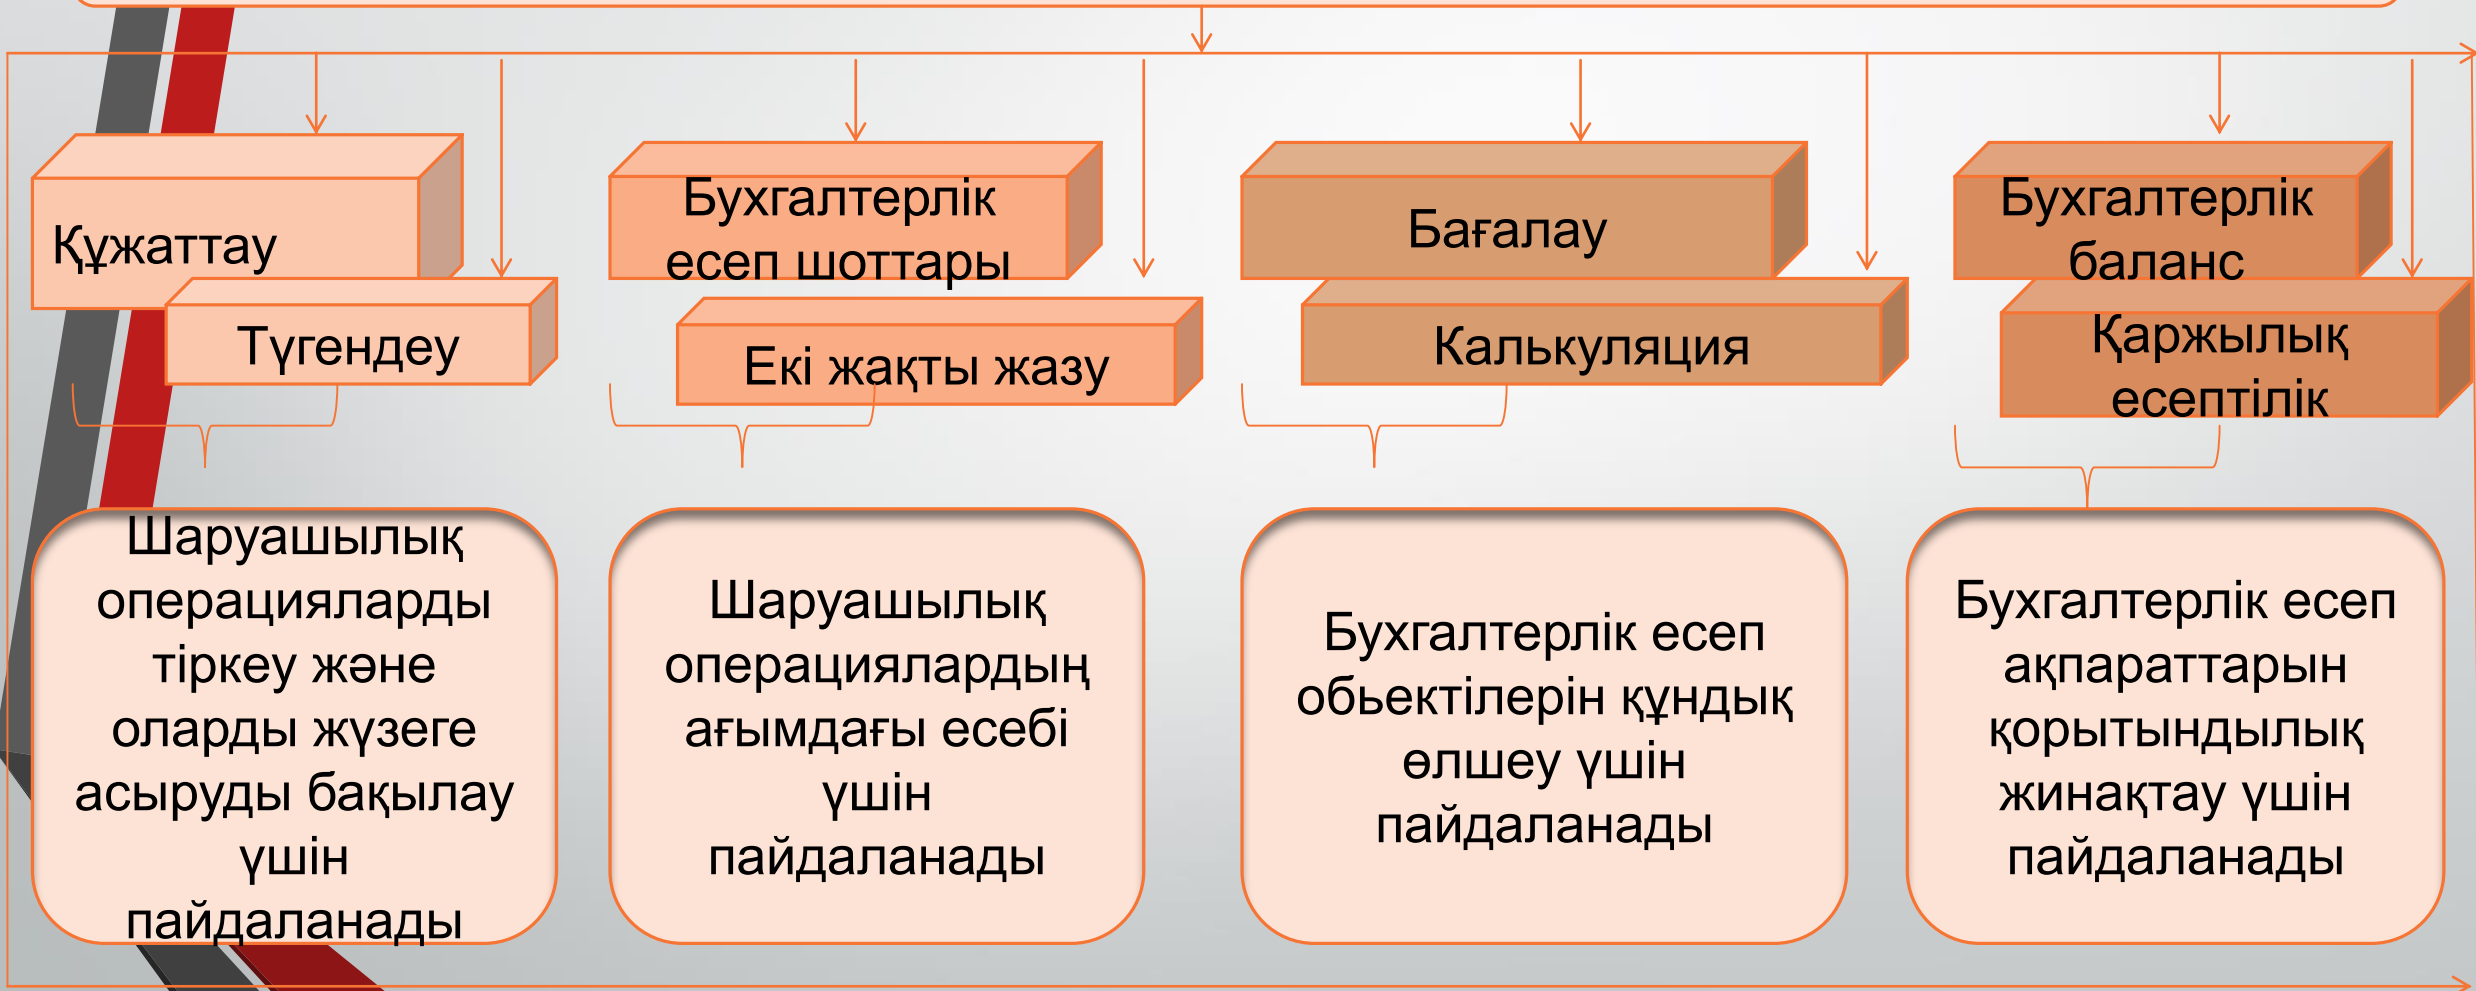 Құжаттау
Түгендеу
Бухгалтерлік
есеп шоттары
Екі жақты жазу
Бағалау
Калькуляция
Бухгалтерлік
баланс
Қаржылық
есептілік
Шаруашылық
операцияларды
тіркеу және
оларды жүзеге
асыруды бақылау
үшін
пайдаланады
Шаруашылық
операциялардың
ағымдағы есебі
үшін
пайдаланады
Бухгалтерлік есеп
обьектілерін құндық
өлшеу үшін
пайдаланады
Бухгалтерлік есеп
ақпараттарын
қорытындылық
жинақтау үшін
пайдаланады